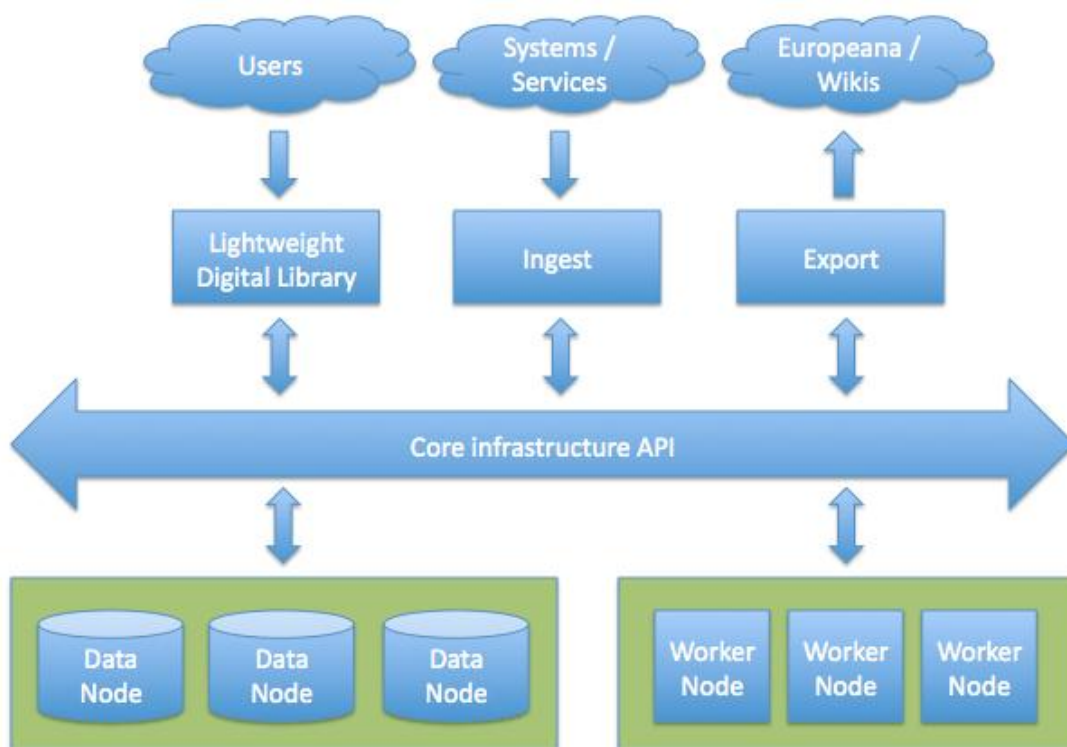 Users
Systems /
Services
Europeana /
Wikis
Lightweight
Digital Library
Ingest
Export
Core infrastructure API
Data
Node
Data
Node
Data
Node
Worker
Node
Worker
Node
Worker
Node